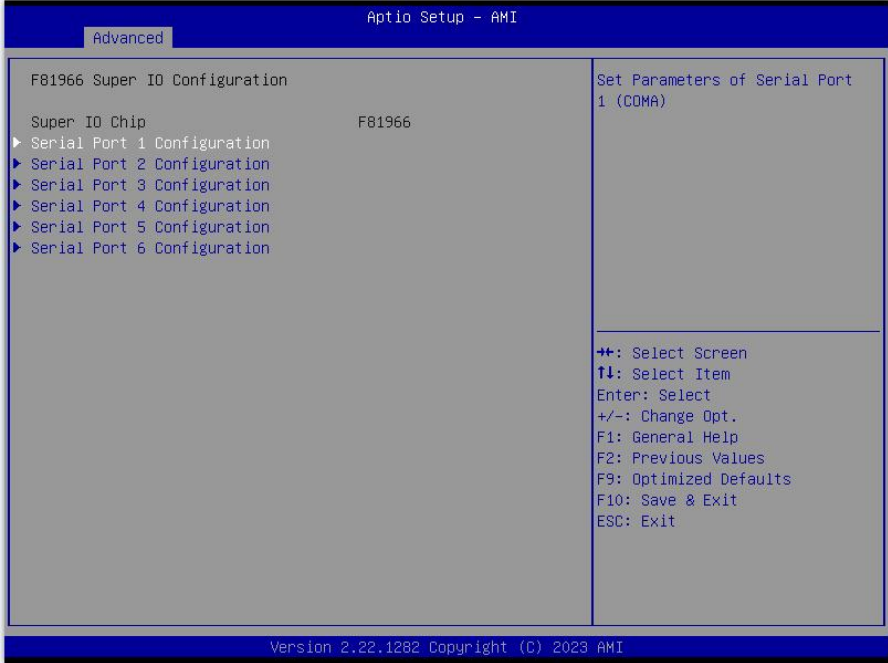 Aptio Setup – AMI
Advanced
F81966 Super IO Configuration
Super IO Chip F81966
Serial Port 1 Configuration
Serial Port 2 Configuration
Serial Port 3 Configuration
Serial Port 4 Configuration
Serial Port 5 Configuration
Serial Port 6 Configuration
Set Parameters of Serial Port
1 (COMA)
→←: Select Screen
↑↓: Select Item
Enter: Select
+/-: Change Opt.
F1: General Help
F2: Previous Values
F9: Optimized Defaults
F10: Save & Exit
ESC: Exit
Version 2.22.1282 Copyright (C) 2023 AMI